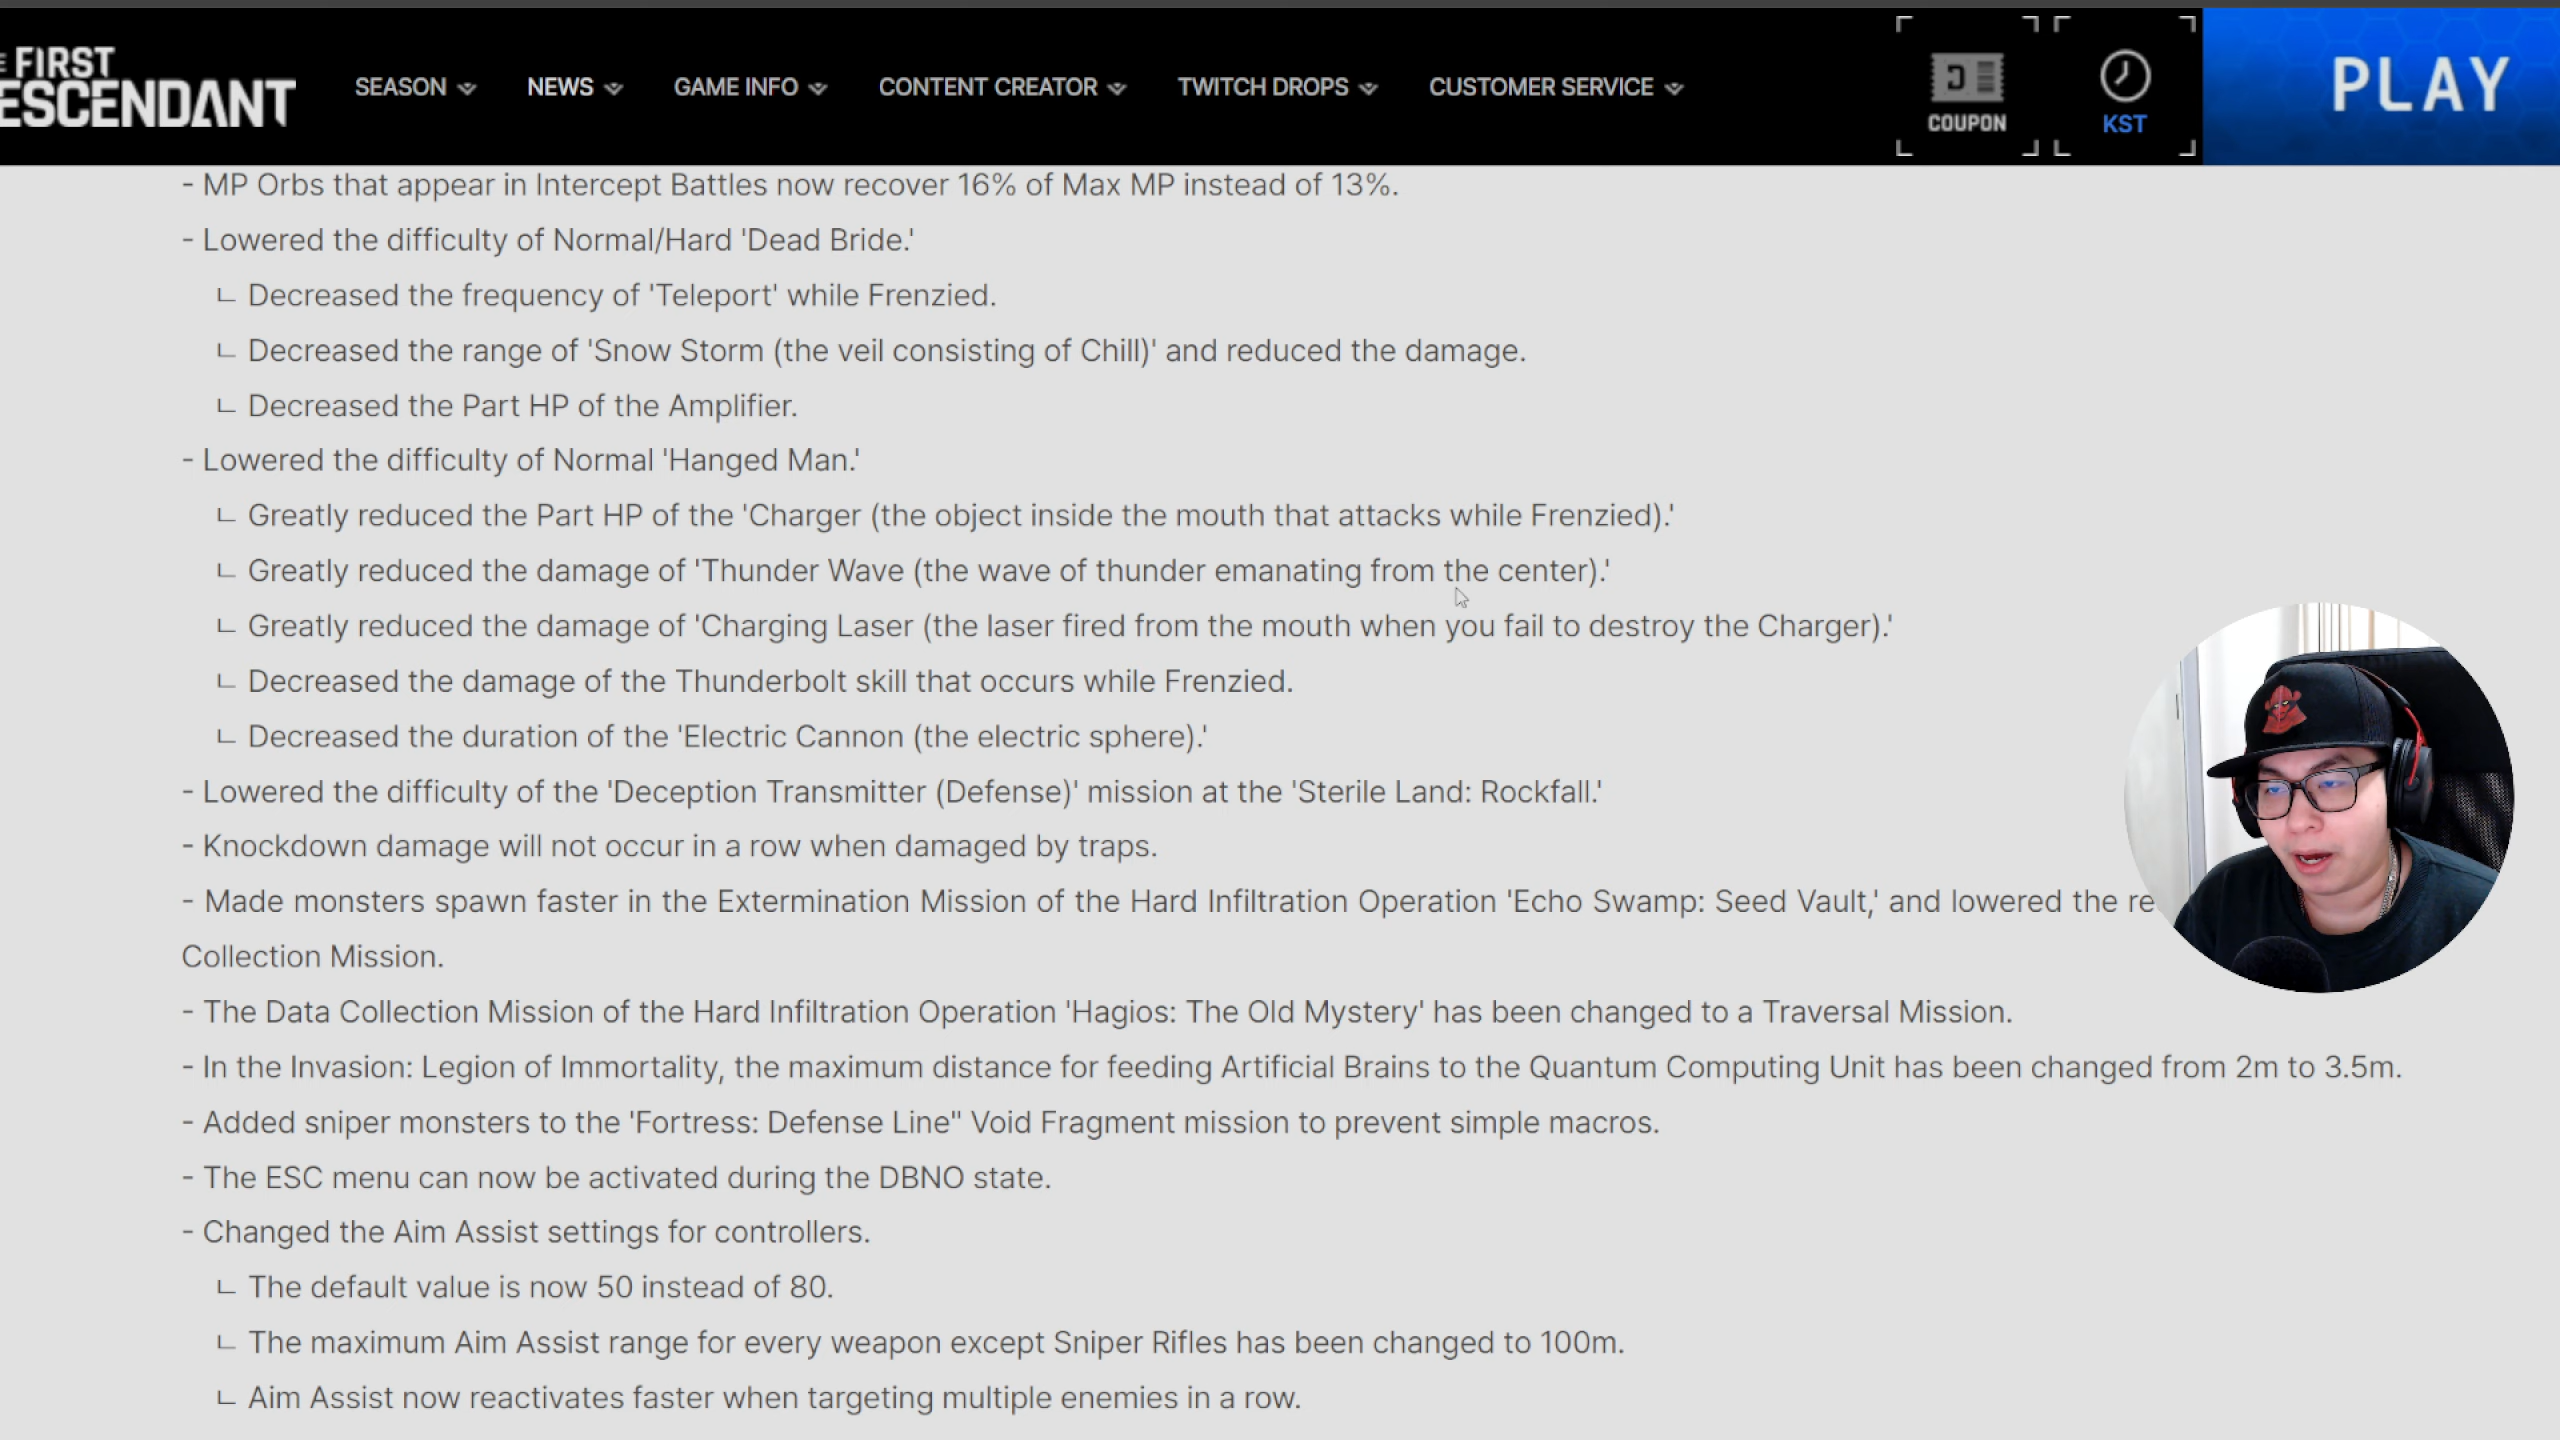 FIRST
ESCENDANT
SEASON NEWS GAME INFO CONTENT CREATOR TWITCH DROPS CUSTOMER SERVICE
COUPON
KST
PLAY
- MP Orbs that appear in Intercept Battles now recover 16% of Max MP instead of 13%.
- Lowered the difficulty of Normal/Hard 'Dead Bride.'
ㄴ Decreased the frequency of 'Teleport' while Frenzied.
ㄴ Decreased the range of 'Snow Storm (the veil consisting of Chill)' and reduced the damage.
ㄴ Decreased the Part HP of the Amplifier.
- Lowered the difficulty of Normal 'Hanged Man.'
ㄴ Greatly reduced the Part HP of the 'Charger (the object inside the mouth that attacks while Frenzied).'
ㄴ Greatly reduced the damage of 'Thunder Wave (the wave of thunder emanating from the center).'
ㄴ Greatly reduced the damage of 'Charging Laser (the laser fired from the mouth when you fail to destroy the Charger).'
ㄴ Decreased the damage of the Thunderbolt skill that occurs while Frenzied.
ㄴ Decreased the duration of the 'Electric Cannon (the electric sphere).'
- Lowered the difficulty of the 'Deception Transmitter (Defense)' mission at the 'Sterile Land: Rockfall.'
- Knockdown damage will not occur in a row when damaged by traps.
- Made monsters spawn faster in the Extermination Mission of the Hard Infiltration Operation 'Echo Swamp: Seed Vault,' and lowered the
Collection Mission.
- The Data Collection Mission of the Hard Infiltration Operation 'Hagios: The Old Mystery' has been changed to a Traversal Mission.
- In the Invasion: Legion of Immortality, the maximum distance for feeding Artificial Brains to the Quantum Computing Unit has been changed from 2m to 3.5m.
- Added sniper monsters to the 'Fortress: Defense Line" Void Fragment mission to prevent simple macros.
- The ESC menu can now be activated during the DBNO state.
- Changed the Aim Assist settings for controllers.
ㄴ The default value is now 50 instead of 80.
ㄴ The maximum Aim Assist range for every weapon except Sniper Rifles has been changed to 100m.
ㄴ Aim Assist now reactivates faster when targeting multiple enemies in a row.